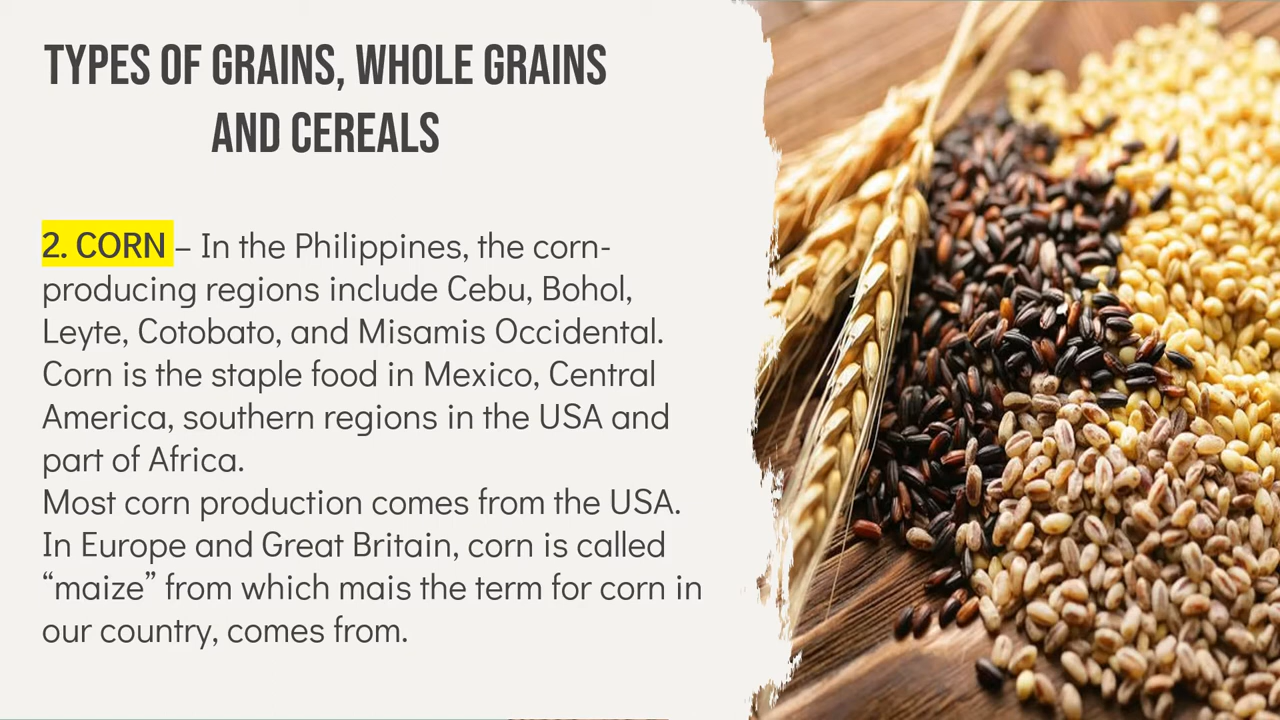 TYPES OF GRAINS, WHOLE GRAINS
AND CEREALS
2. CORN – In the Philippines, the corn-
producing regions include Cebu, Bohol,
Leyte, Cotobato, and Misamis Occidental.
Corn is the staple food in Mexico, Central
America, southern regions in the USA and
part of Africa.
Most corn production comes from the USA.
In Europe and Great Britain, corn is called
“maize” from which mais the term for corn in
our country, comes from.